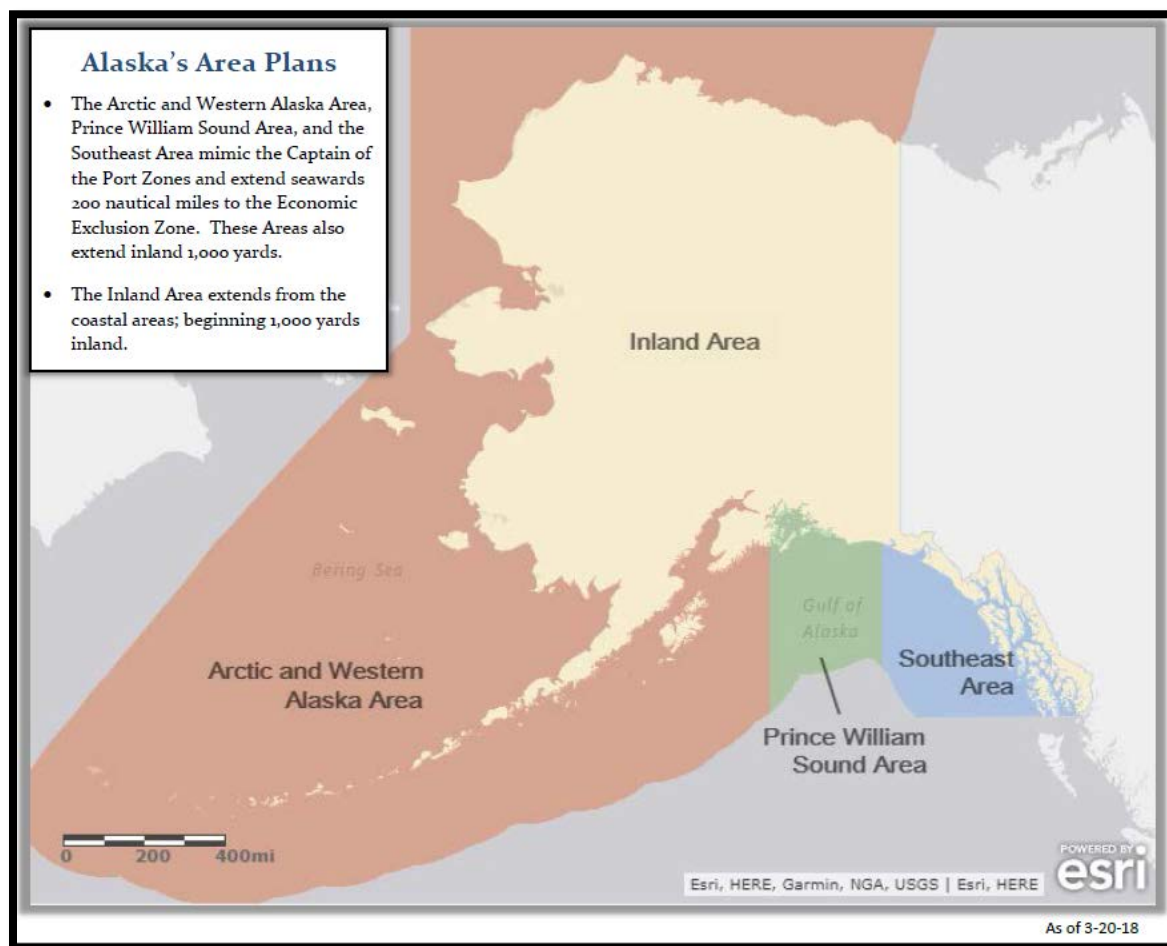 Alaska's Area Plans
• The Arctic and Western Alaska Area,
Prince William Sound Area, and the
Southeast Area mimic the Captain of
the Port Zones and extend seawards
200 nautical miles to the Economic
Exclusion Zone. These Areas also
extend inland 1,000 yards.
• The Inland Area extends from the
coastal areas; beginning 1,000 yards
inland.
Inland Area
Bering Sea
Gulf of
Alaska
Arctic and Western
Alaska Area
Southeast
Area
Prince William
Sound Area
0 200 400mi
POWERED BY
esri
Esri, HERE, Garmin, NGA, USGS | Esri, HERE
As of 3-20-18